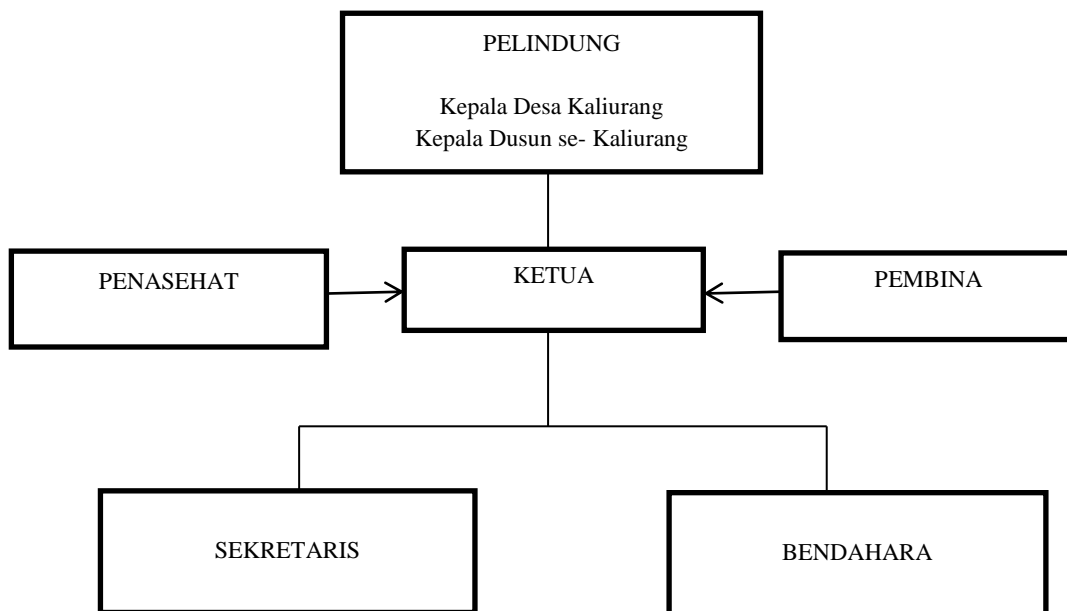 PELINDUNG
Kepala Desa Kaliurang
Kepala Dusun se- Kaliurang
PENASEHAT
KETUA
PEMBINA
SEKRETARIS
BENDAHARA